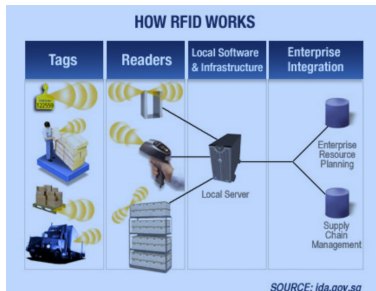 HOW RFID WORKS
Tags
Readers
Local Software
& Infrastructure
Enterprise
Integration
Local Server
Enterprise
Resource
Planning
Supply
Chain
Management
SOURCE: ida.gov.sg